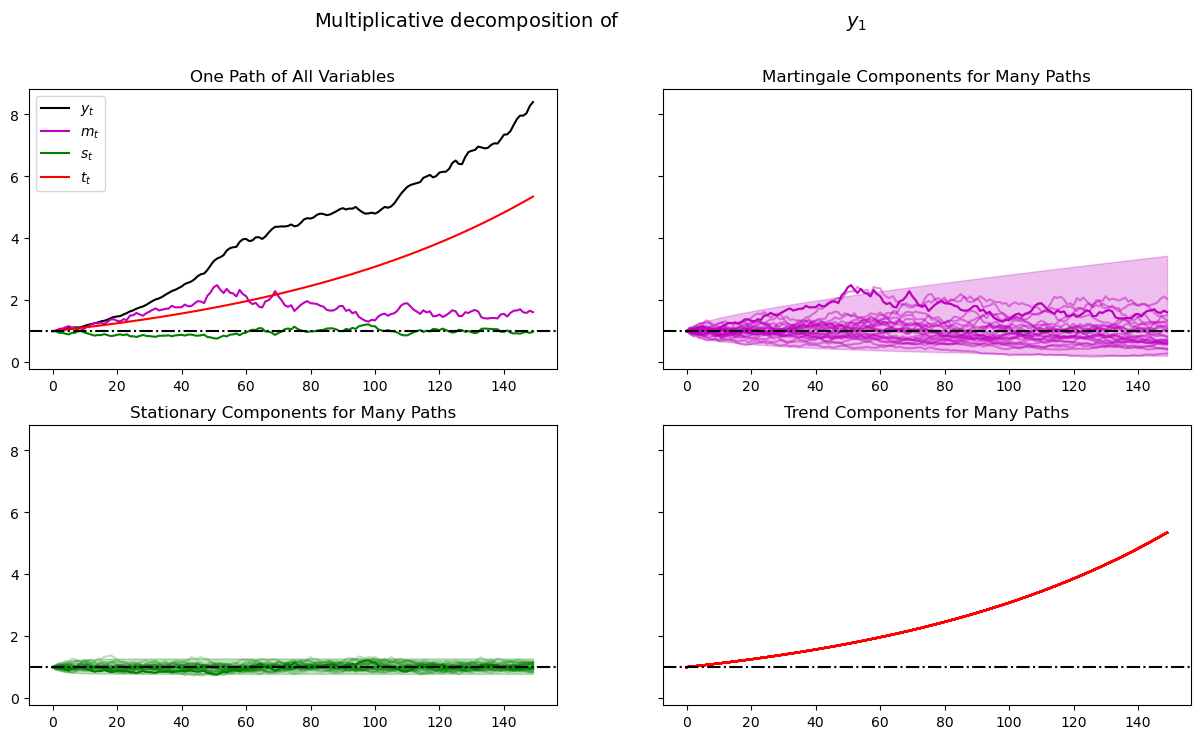 Multiplicative decomposition of y₁
One Path of All Variables
8
6
4
2
0
yₜ
mₜ
sₜ
tₜ
0 20 40 60 80 100 120 140
Martingale Components for Many Paths
0 20 40 60 80 100 120 140
Stationary Components for Many Paths
8
6
4
2
0
0 20 40 60 80 100 120 140
Trend Components for Many Paths
0 20 40 60 80 100 120 140